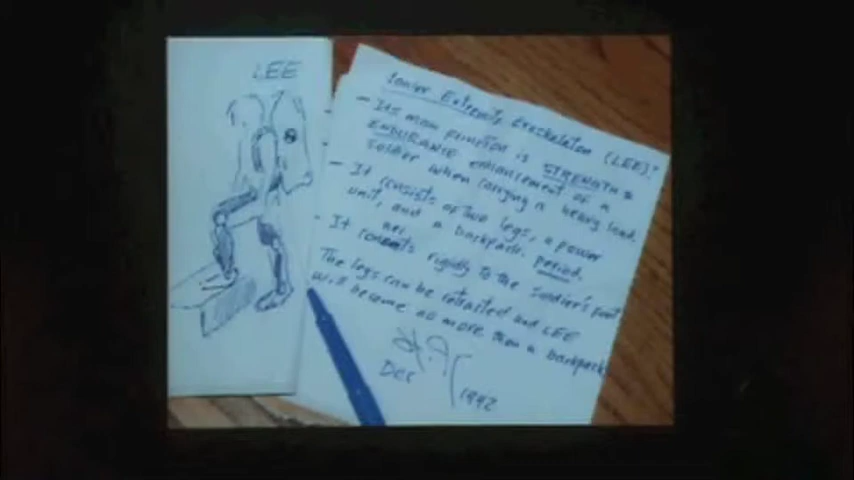 LEE
Lower Extremity Exoskeleton (LEE):
- Its main function is STRENGTH &
ENDURANCE enhancement of a
soldier when carrying a heavy load.
- It consists of two legs, a power
unit, and a backpack. period.
- It connects rigidly to the soldier's foot
The legs can be retracted and LEE
will become no more than a backpack
Dec
1992